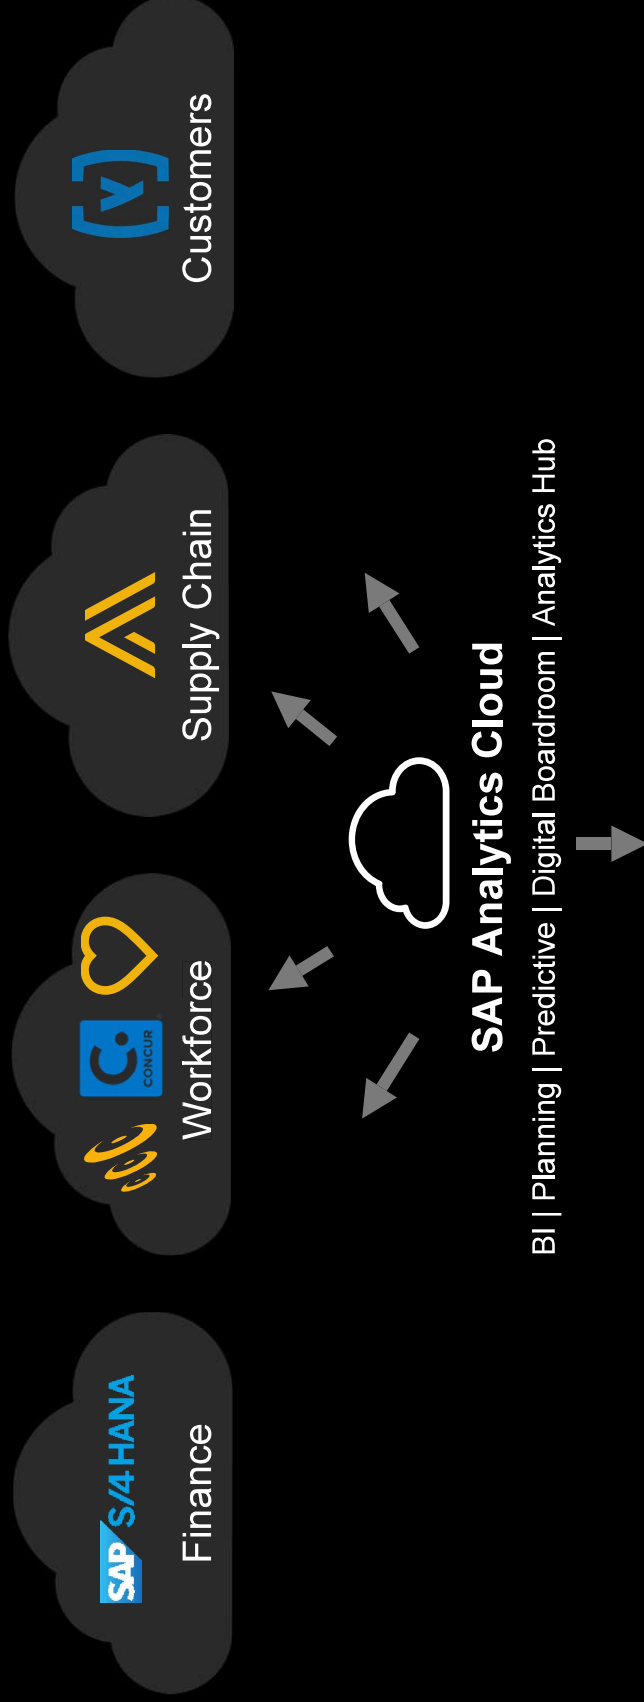 SAP S/4HANA
Finance
C.
CONCUR
Workforce
Supply Chain
(y)
Customers
SAP Analytics Cloud
BI | Planning | Predictive | Digital Boardroom | Analytics Hub